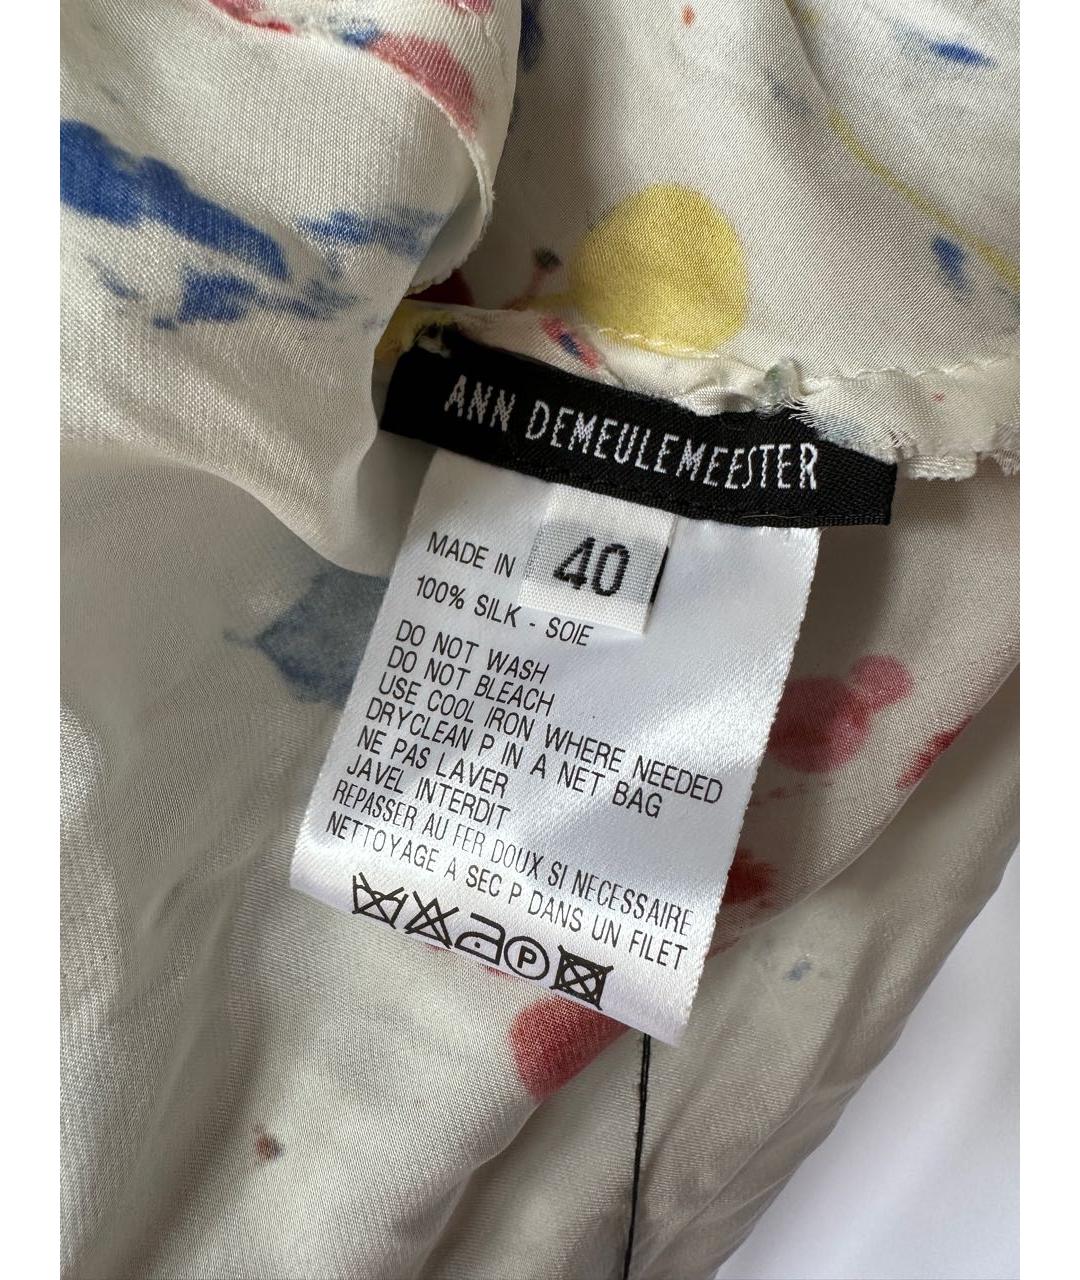 ANN DEMEULEMEESTER
40
MADE IN
100% SILK - SOIE
DO NOT WASH
DO NOT BLEACH
USE COOL IRON WHERE NEEDED
DRYCLEAN P IN A NET BAG
NE PAS LAVER
JAVEL INTERDIT
REPASSER AU FER DOUX SI NECESSAIRE
NETTOYAGE A SEC P DANS UN FILET
P